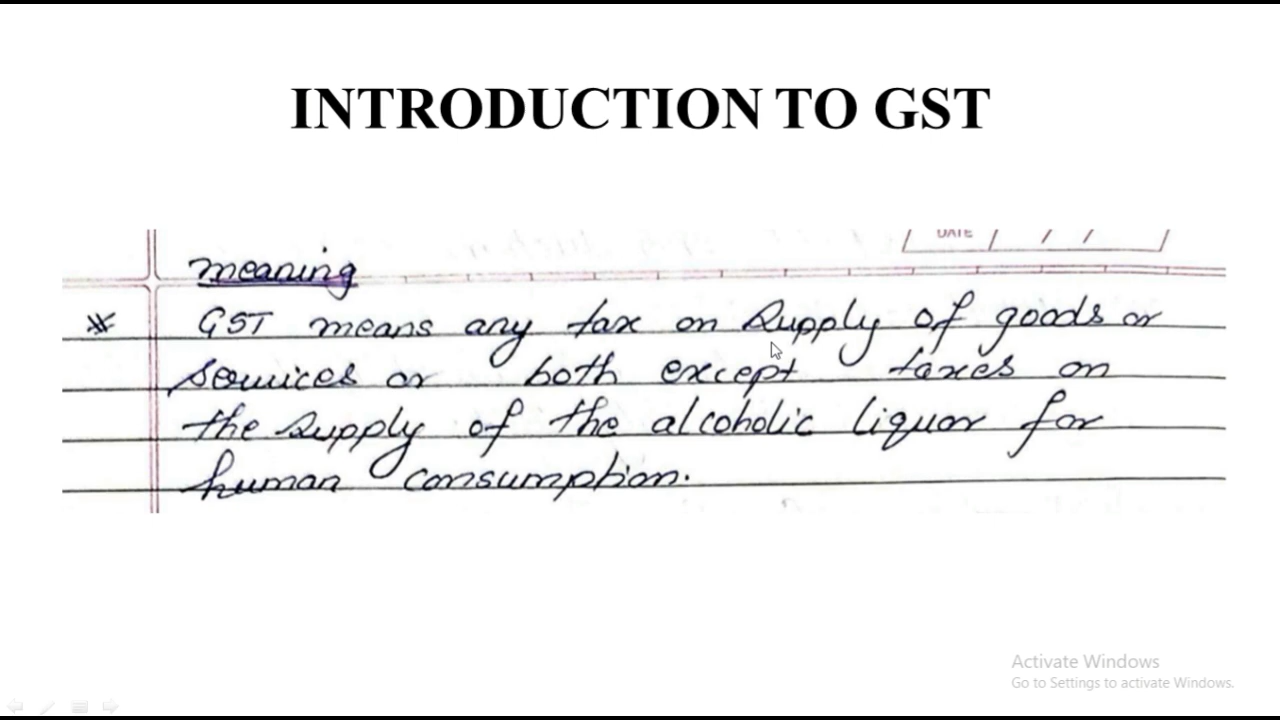 INTRODUCTION TO GST
DATE / /
meaning
* GST means any tax on Supply of goods or
services or both except taxes on
the supply of the alcoholic liquor for
human consumption.
Activate Windows
Go to Settings to activate Windows.